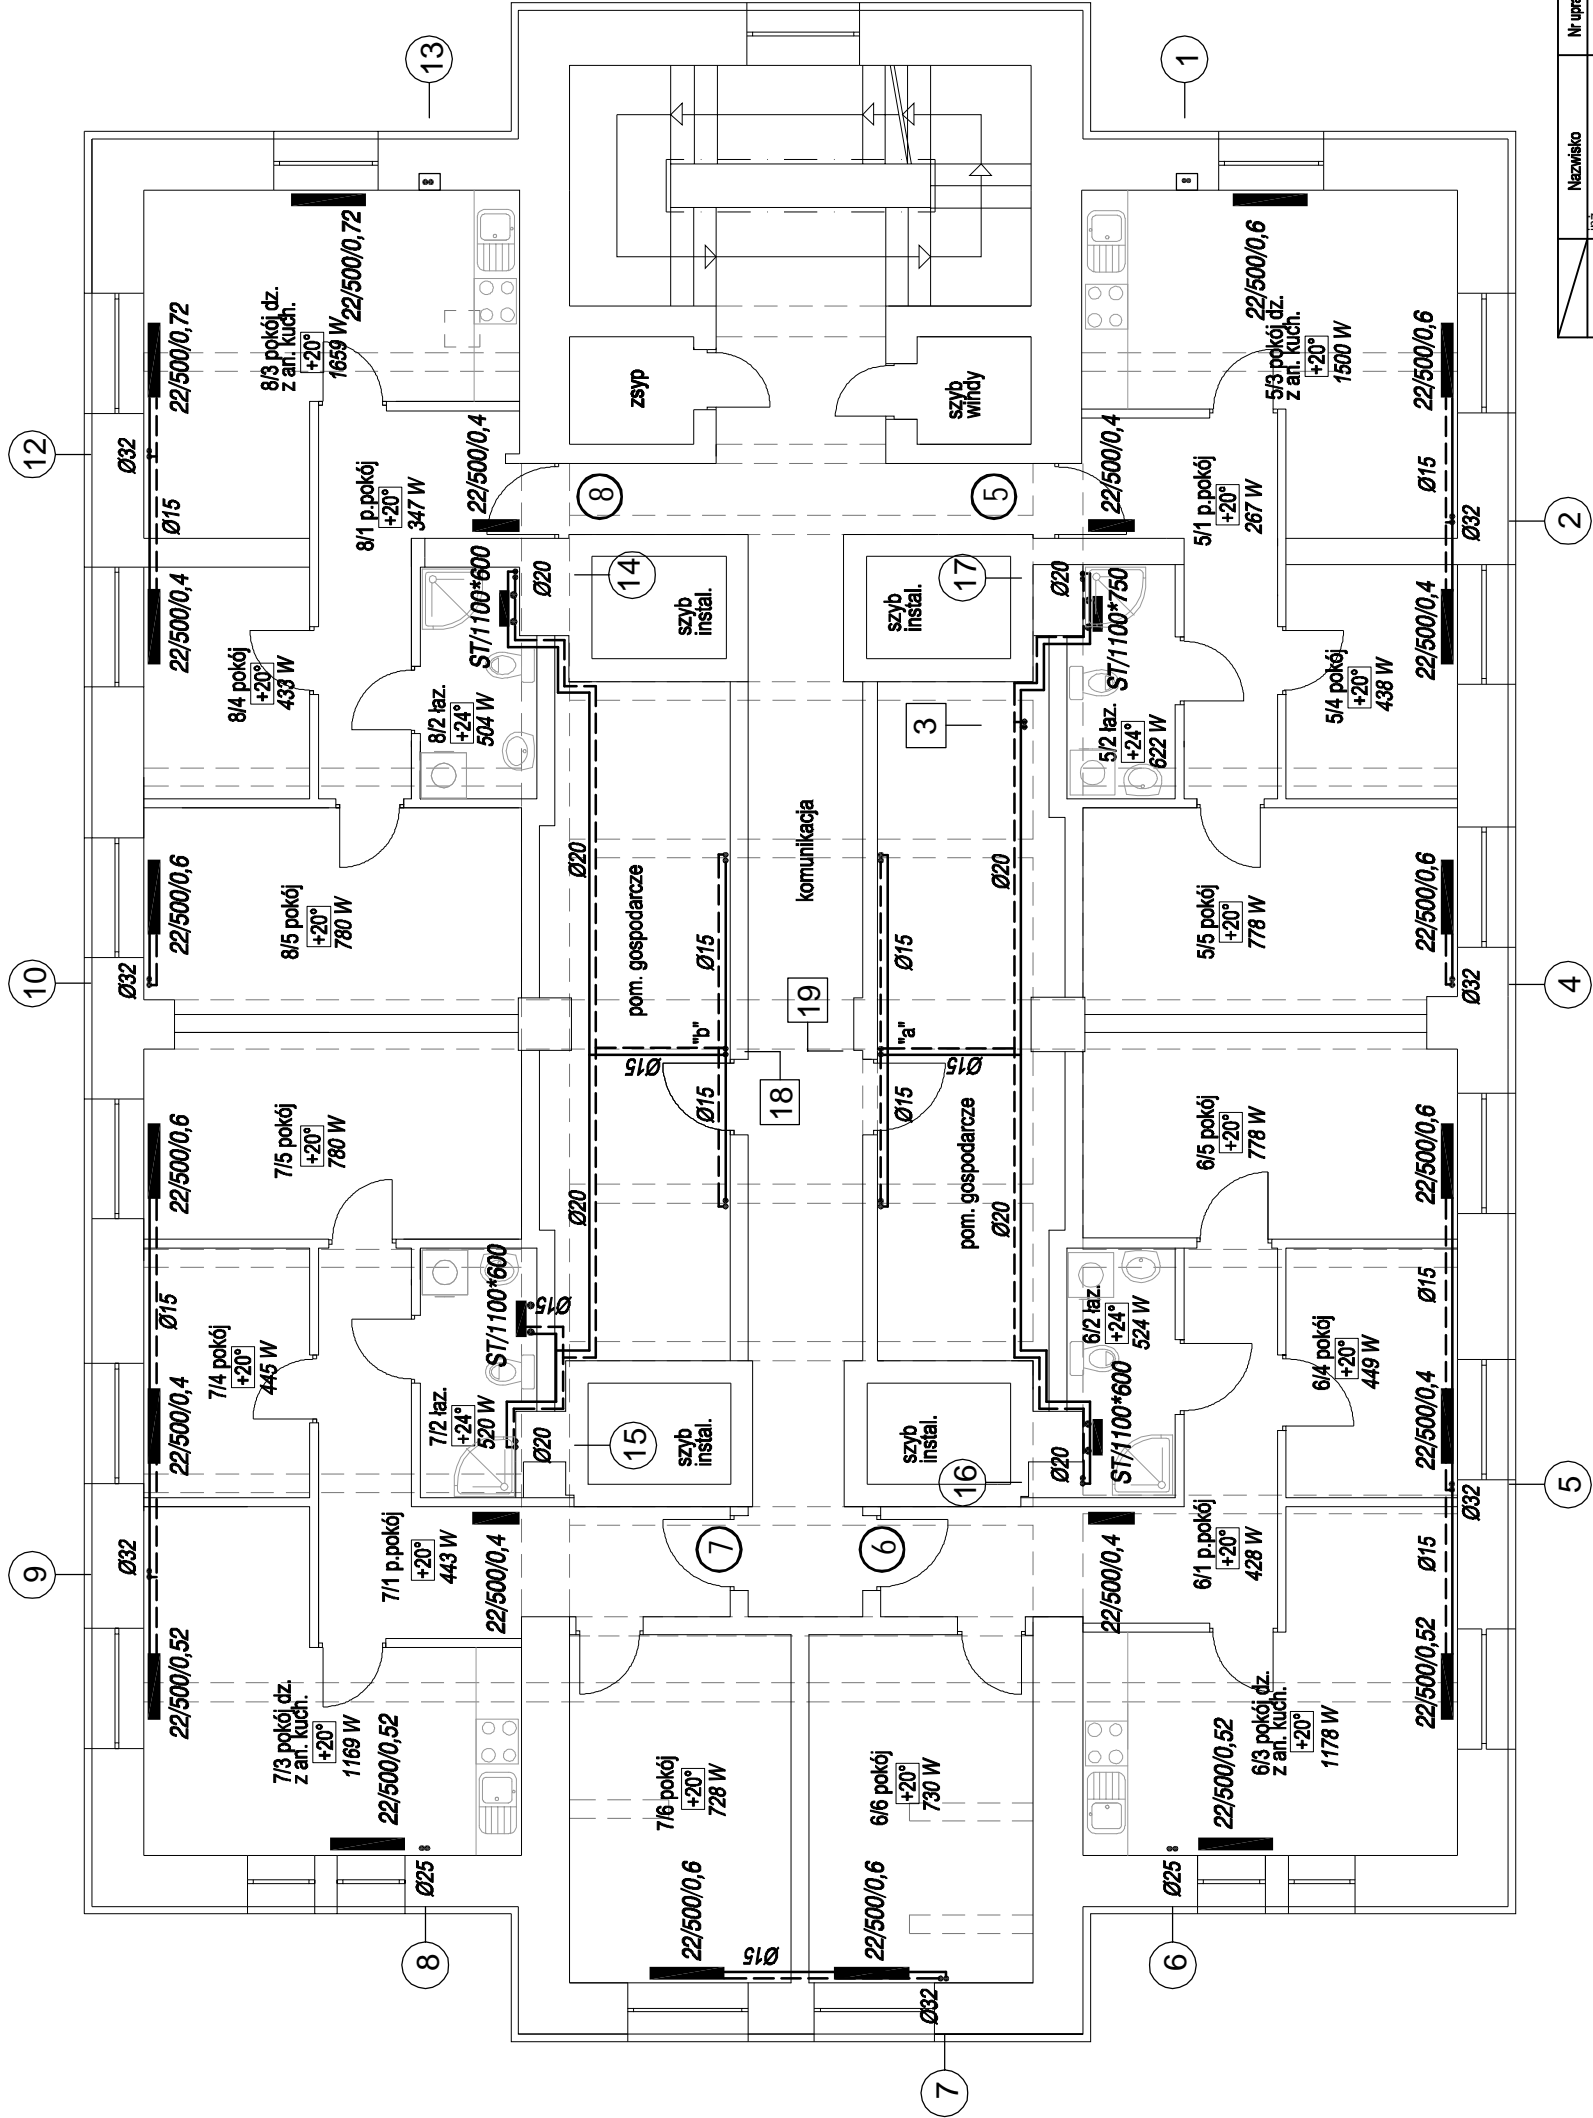 Nr upra
Nazwisko
13
1
12
10
9
8
7
6
5
4
2
8/3 pokój dz.
z an. kuch.
+20°
1659 W
22/500/0,72
22/500/0,72
Ø32
Ø15
22/500/0,4
8/4 pokój
+20°
433 W
8/1 p.pokój
+20°
347 W
22/500/0,4
8/2 łaz.
+24°
504 W
ST/1100*600
Ø20
8/5 pokój
+20°
780 W
22/500/0,6
Ø32
zsyp
szyb
windy
8
5
14
17
szyb
instal.
szyb
instal.
3
5/3 pokój dz.
z an. kuch.
+20°
1500 W
22/500/0,6
22/500/0,6
Ø15
Ø32
22/500/0,4
5/1 p.pokój
+20°
267 W
22/500/0,4
5/2 łaz.
+24°
622 W
ST/1100*750
Ø20
5/4 pokój
+20°
438 W
5/5 pokój
+20°
778 W
22/500/0,6
Ø32
Ø20
pom. gospodarcze
Ø15
"b"
Ø15
Ø15
Ø20
komunikacja
19
18
Ø20
Ø15
"a"
Ø15
Ø15
pom. gospodarcze
Ø20
7/5 pokój
+20°
780 W
22/500/0,6
Ø15
7/4 pokój
+20°
445 W
22/500/0,4
7/2 łaz.
+24°
520 W
ST/1100*600
Ø15
Ø20
7/1 p.pokój
+20°
443 W
22/500/0,4
Ø32
7/3 pokój dz.
z an. kuch.
+20°
1169 W
22/500/0,52
22/500/0,52
Ø25
15
16
szyb
instal.
szyb
instal.
7
6
7/6 pokój
+20°
728 W
22/500/0,6
6/6 pokój
+20°
730 W
22/500/0,6
Ø15
Ø32
6/5 pokój
+20°
778 W
22/500/0,6
Ø15
6/4 pokój
+20°
449 W
22/500/0,4
6/2 łaz.
+24°
524 W
ST/1100*600
Ø20
6/1 p.pokój
+20°
428 W
22/500/0,4
Ø32
Ø15
6/3 pokój dz.
z an. kuch.
+20°
1178 W
22/500/0,52
22/500/0,52
Ø25